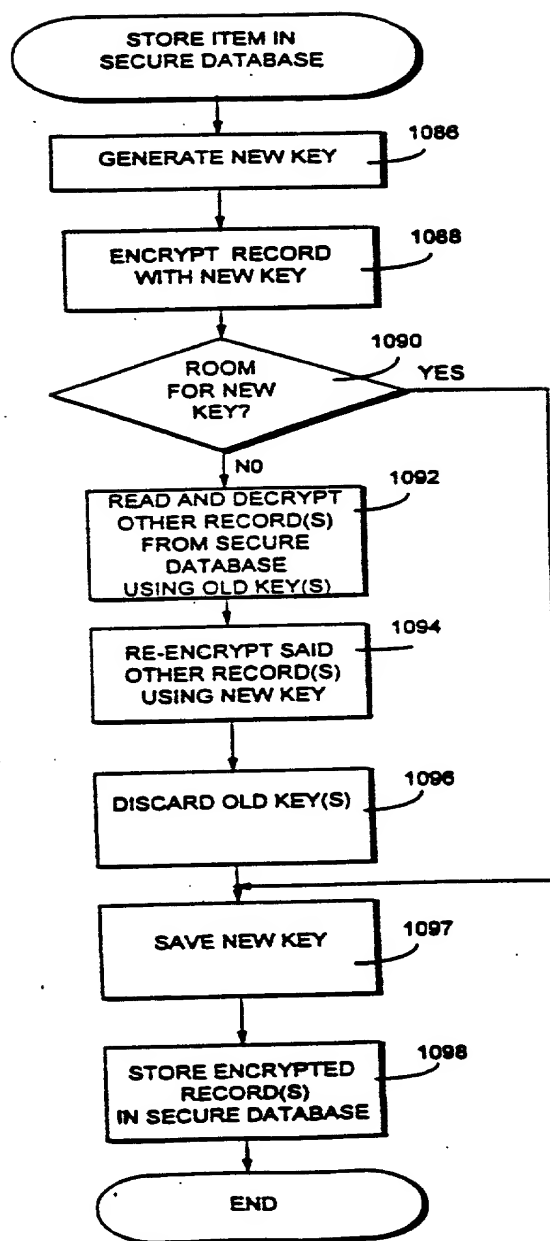 STORE ITEM IN
SECURE DATABASE
1086
GENERATE NEW KEY
1088
ENCRYPT RECORD
WITH NEW KEY
1090
ROOM
FOR NEW
KEY?
YES
NO
1092
READ AND DECRYPT
OTHER RECORD(S)
FROM SECURE
DATABASE
USING OLD KEY(S)
1094
RE-ENCRYPT SAID
OTHER RECORD(S)
USING NEW KEY
1096
DISCARD OLD KEY(S)
SAVE NEW KEY
1097
1098
STORE ENCRYPTED
RECORD(S)
IN SECURE DATABASE
END